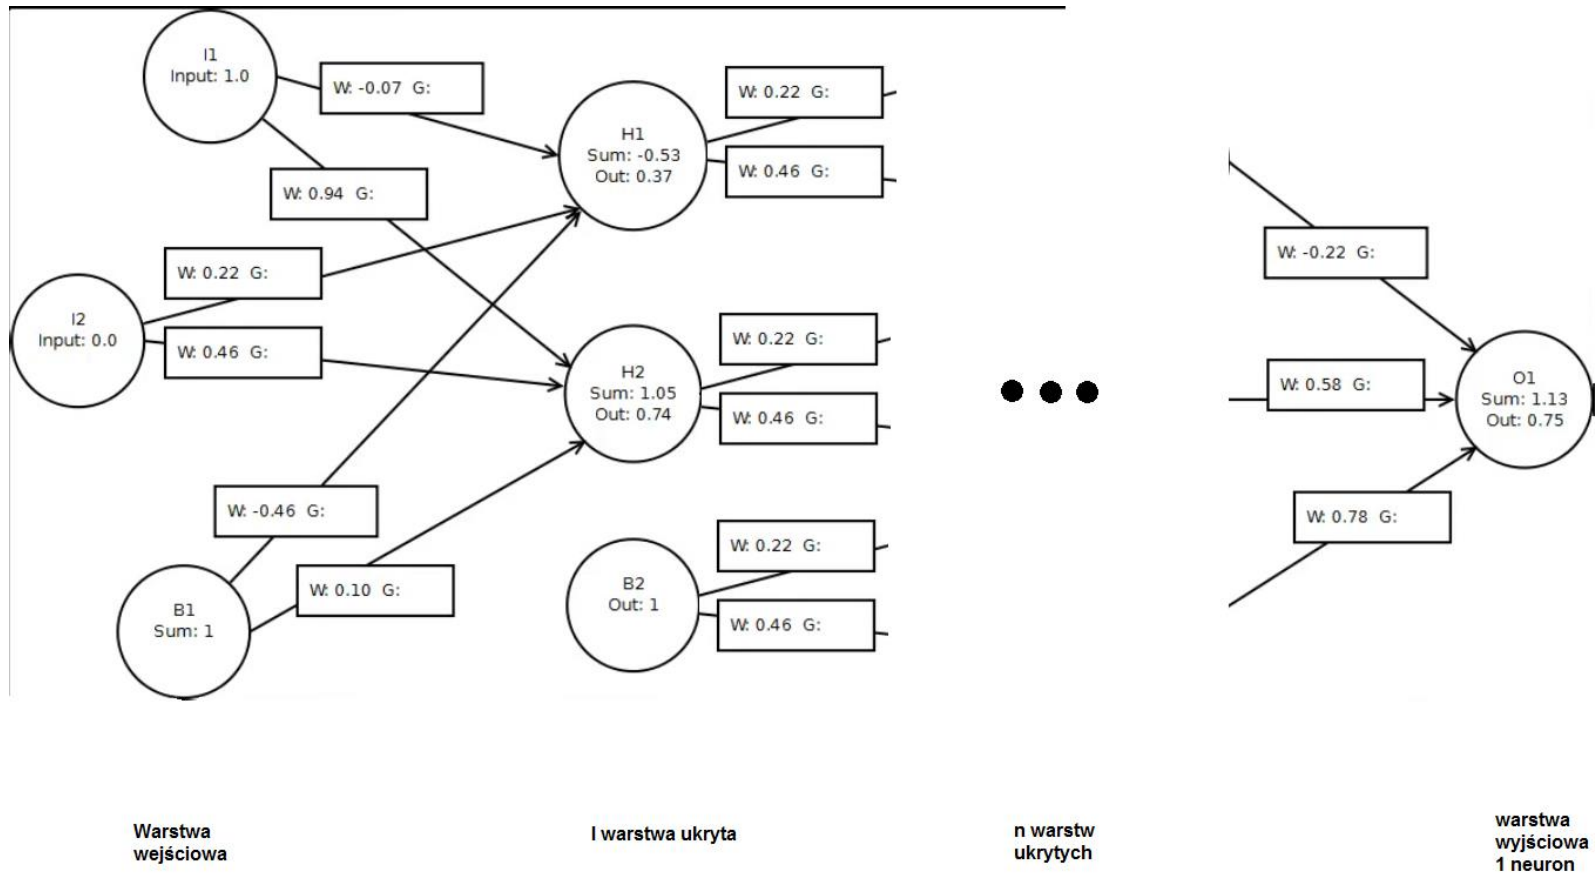 I1
Input: 1.0
W: -0.07 G:
W: 0.94 G:
I2
Input: 0.0
W: 0.22 G:
W: 0.46 G:
B1
Sum: 1
W: -0.46 G:
W: 0.10 G:
H1
Sum: -0.53
Out: 0.37
W: 0.22 G:
W: 0.46 G:
H2
Sum: 1.05
Out: 0.74
W: 0.22 G:
W: 0.46 G:
B2
Out: 1
W: 0.22 G:
W: 0.46 G:
W: -0.22 G:
W: 0.58 G:
W: 0.78 G:
O1
Sum: 1.13
Out: 0.75
Warstwa
wejściowa
I warstwa ukryta
n warstw
ukrytych
warstwa
wyjściowa
1 neuron